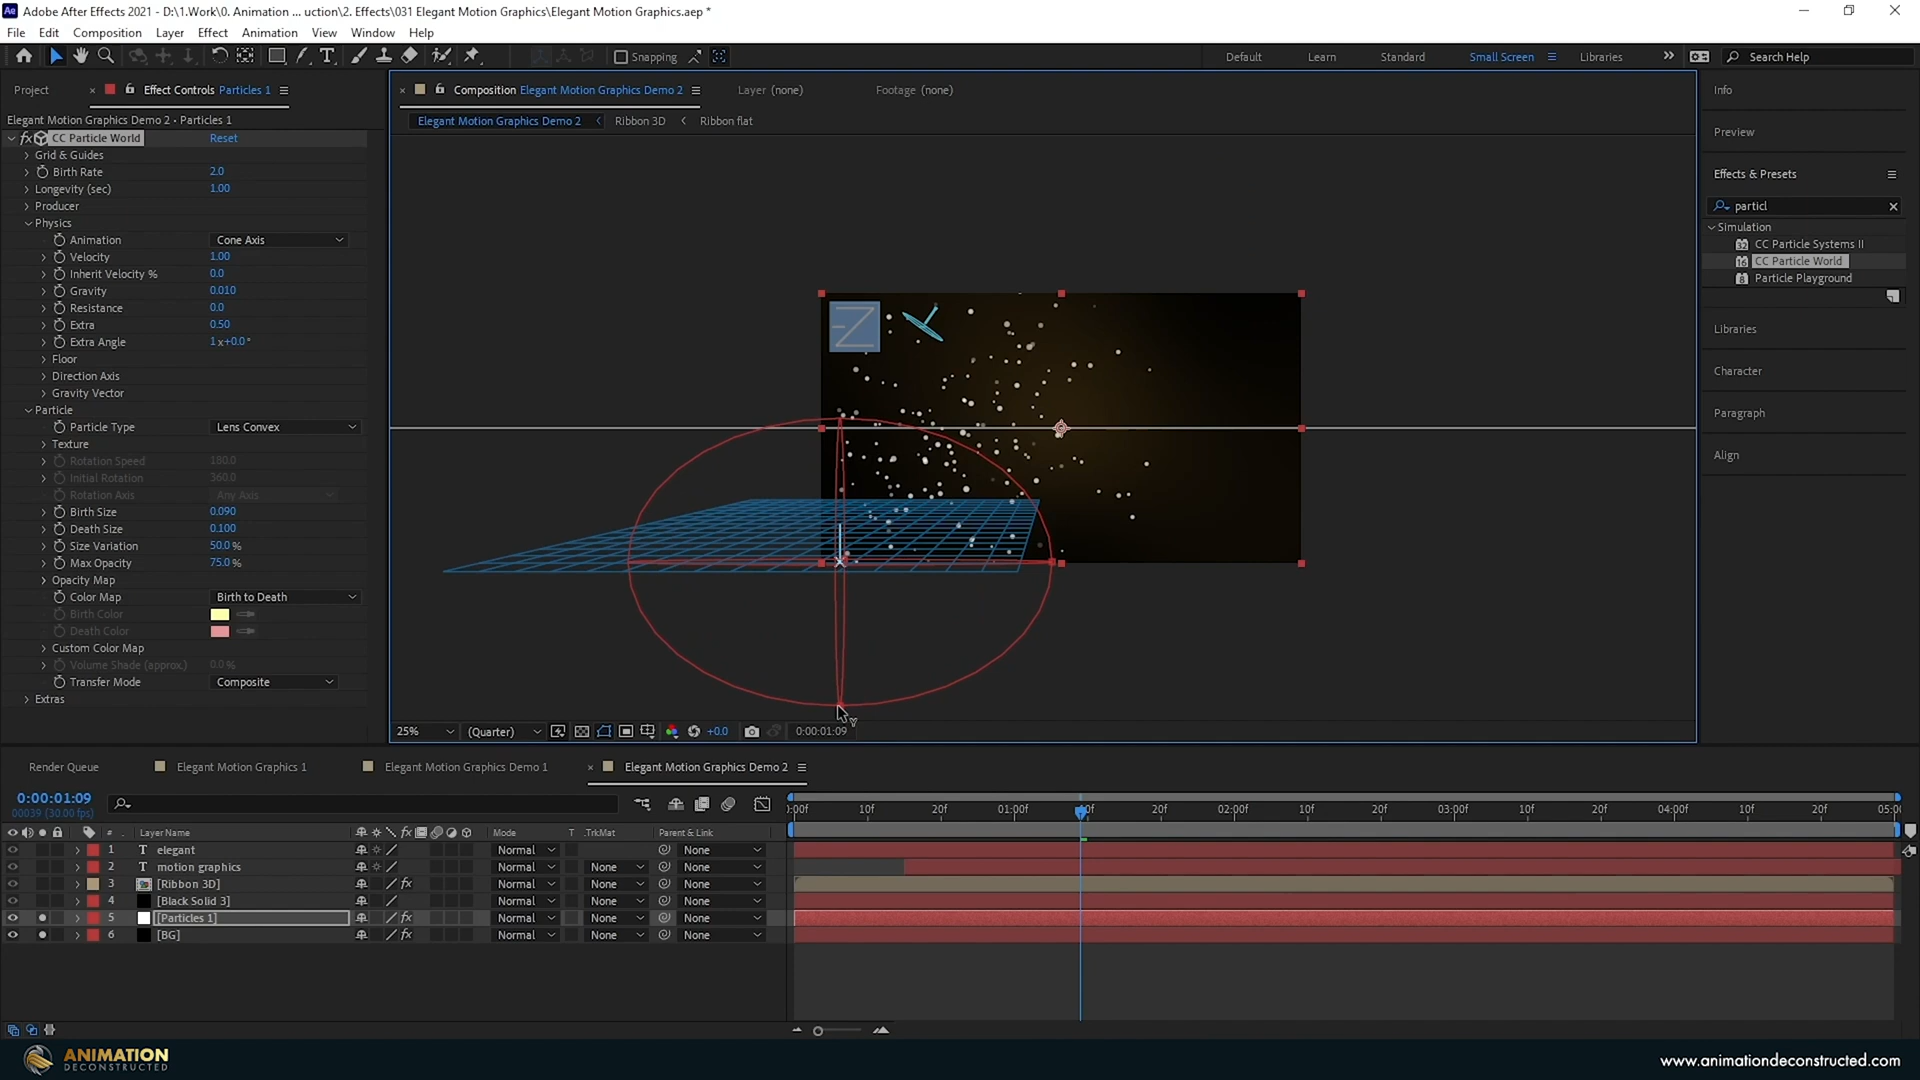 Adobe After Effects 2021 - D:\1.Work\0. Animation ... uction\2. Effects\031 Elegant Motion Graphics\Elegant Motion Graphics.aep *
File Edit Composition Layer Effect Animation View Window Help
Snapping
Default Learn Standard Small Screen Libraries Search Help
Project Effect Controls Particles 1
Composition Elegant Motion Graphics Demo 2 Layer (none) Footage (none)
Elegant Motion Graphics Demo 2 Ribbon 3D Ribbon flat
Elegant Motion Graphics Demo 2 • Particles 1
fx CC Particle World Reset
Grid & Guides
Birth Rate 2.0
Longevity (sec) 1.00
Producer
Physics
Animation Cone Axis
Velocity 1.00
Inherit Velocity % 0.0
Gravity 0.010
Resistance 0.0
Extra 0.50
Extra Angle 1x+0.0°
Floor
Direction Axis
Gravity Vector
Particle
Particle Type Lens Convex
Texture
Rotation Speed 180.0
Initial Rotation 360.0
Rotation Axis Any Axis
Birth Size 0.090
Death Size 0.100
Size Variation 50.0 %
Max Opacity 75.0 %
Opacity Map
Color Map Birth to Death
Birth Color
Death Color
Custom Color Map
Volume Shade (approx.) 0.0 %
Transfer Mode Composite
Extras
-Z
Y
25% (Quarter) +0.0 0:00:01:09
Info
Preview
Effects & Presets
particl
Simulation
32 CC Particle Systems II
16 CC Particle World
8 Particle Playground
Libraries
Character
Paragraph
Align
Render Queue Elegant Motion Graphics 1 Elegant Motion Graphics Demo 1 Elegant Motion Graphics Demo 2
0:00:01:09
00039 (30.00 fps)
:00f 10f 20f 01:00f 10f 20f 02:00f 10f 20f 03:00f 10f 20f 04:00f 10f 20f 05:0
# Layer Name fx Mode T .TrkMat Parent & Link
1 T elegant Normal None
2 T motion graphics Normal None None
3 [Ribbon 3D] fx Normal None None
4 [Black Solid 3] Normal None None
5 [Particles 1] fx Normal None None
6 [BG] fx Normal None None
ANIMATION
DECONSTRUCTED
www.animationdeconstructed.com